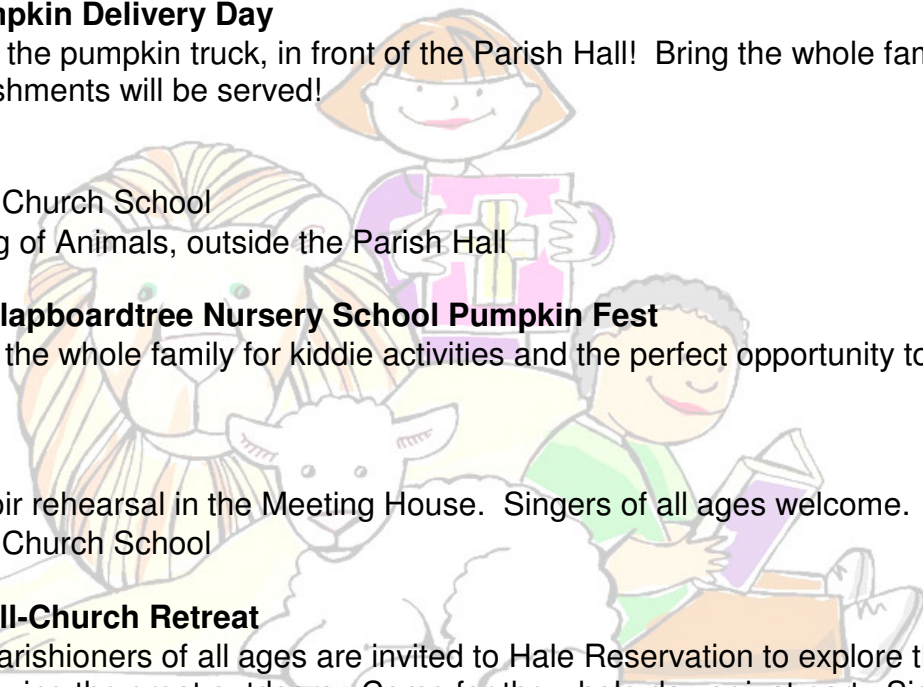 mpkin Delivery Day
the pumpkin truck, in front of the Parish Hall! Bring the whole fam
shments will be served!
Church School
g of Animals, outside the Parish Hall
lapboardtree Nursery School Pumpkin Fest
the whole family for kiddie activities and the perfect opportunity to
oir rehearsal in the Meeting House. Singers of all ages welcome.
Church School
ll-Church Retreat
arishioners of all ages are invited to Hale Reservation to explore t